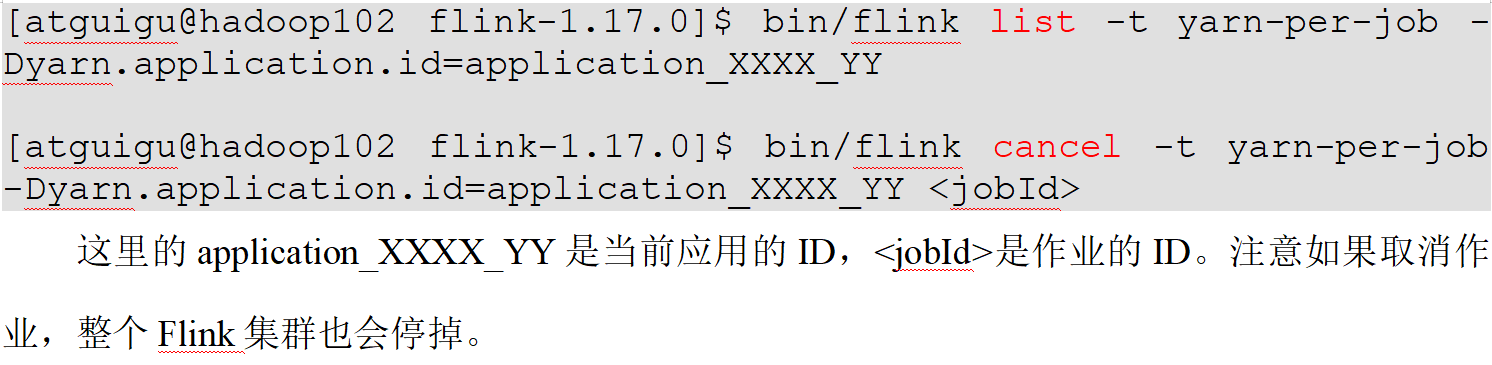 [atguigu@hadoop102 flink-1.17.0]$ bin/flink list -t yarn-per-job -
Dyarn.application.id=application_XXXX_YY
[atguigu@hadoop102 flink-1.17.0]$ bin/flink cancel -t yarn-per-job
-Dyarn.application.id=application_XXXX_YY <jobId>
这里的 application_XXXX_YY 是当前应用的 ID，<jobId>是作业的 ID。注意如果取消作
业，整个 Flink 集群也会停掉。